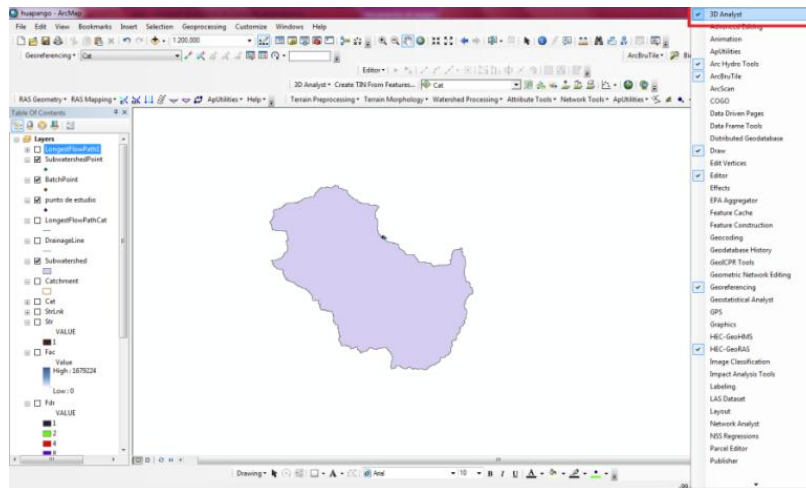 huapango - ArcMap
File Edit View Bookmarks Insert Selection Geoprocessing Customize Windows Help
1:200.000
Georeferencing Cat
ArcBruTile
Editor
3D Analyst Create TIN From Features... Cat
RAS Geometry RAS Mapping ApUtilities Help Terrain Preprocessing Terrain Morphology Watershed Processing Attribute Tools Network Tools ApUtilities
Table Of Contents
Layers
LongestFlowPath1
SubwatershedPoint
BatchPoint
punto de estudio
LongestFlowPathCat
DrainageLine
Subwatershed
Catchment
Cat
StrLnk
Str
VALUE
1
Fac
Value
High : 1679224
Low : 0
Fdr
VALUE
1
2
4
8
Drawing A Arial 10 B I U A
-99
3D Analyst
Advanced Editing
Animation
ApUtilities
Arc Hydro Tools
ArcBruTile
ArcScan
COGO
Data Driven Pages
Data Frame Tools
Distributed Geodatabase
Draw
Edit Vertices
Editor
Effects
EPA Aggregator
Feature Cache
Feature Construction
Geocoding
Geodatabase History
GeoICPR Tools
Geometric Network Editing
Georeferencing
Geostatistical Analyst
GPS
Graphics
HEC-GeoHMS
HEC-GeoRAS
Image Classification
Impact Analysis Tools
Labeling
LAS Dataset
Layout
Network Analyst
NSS Regressions
Parcel Editor
Publisher